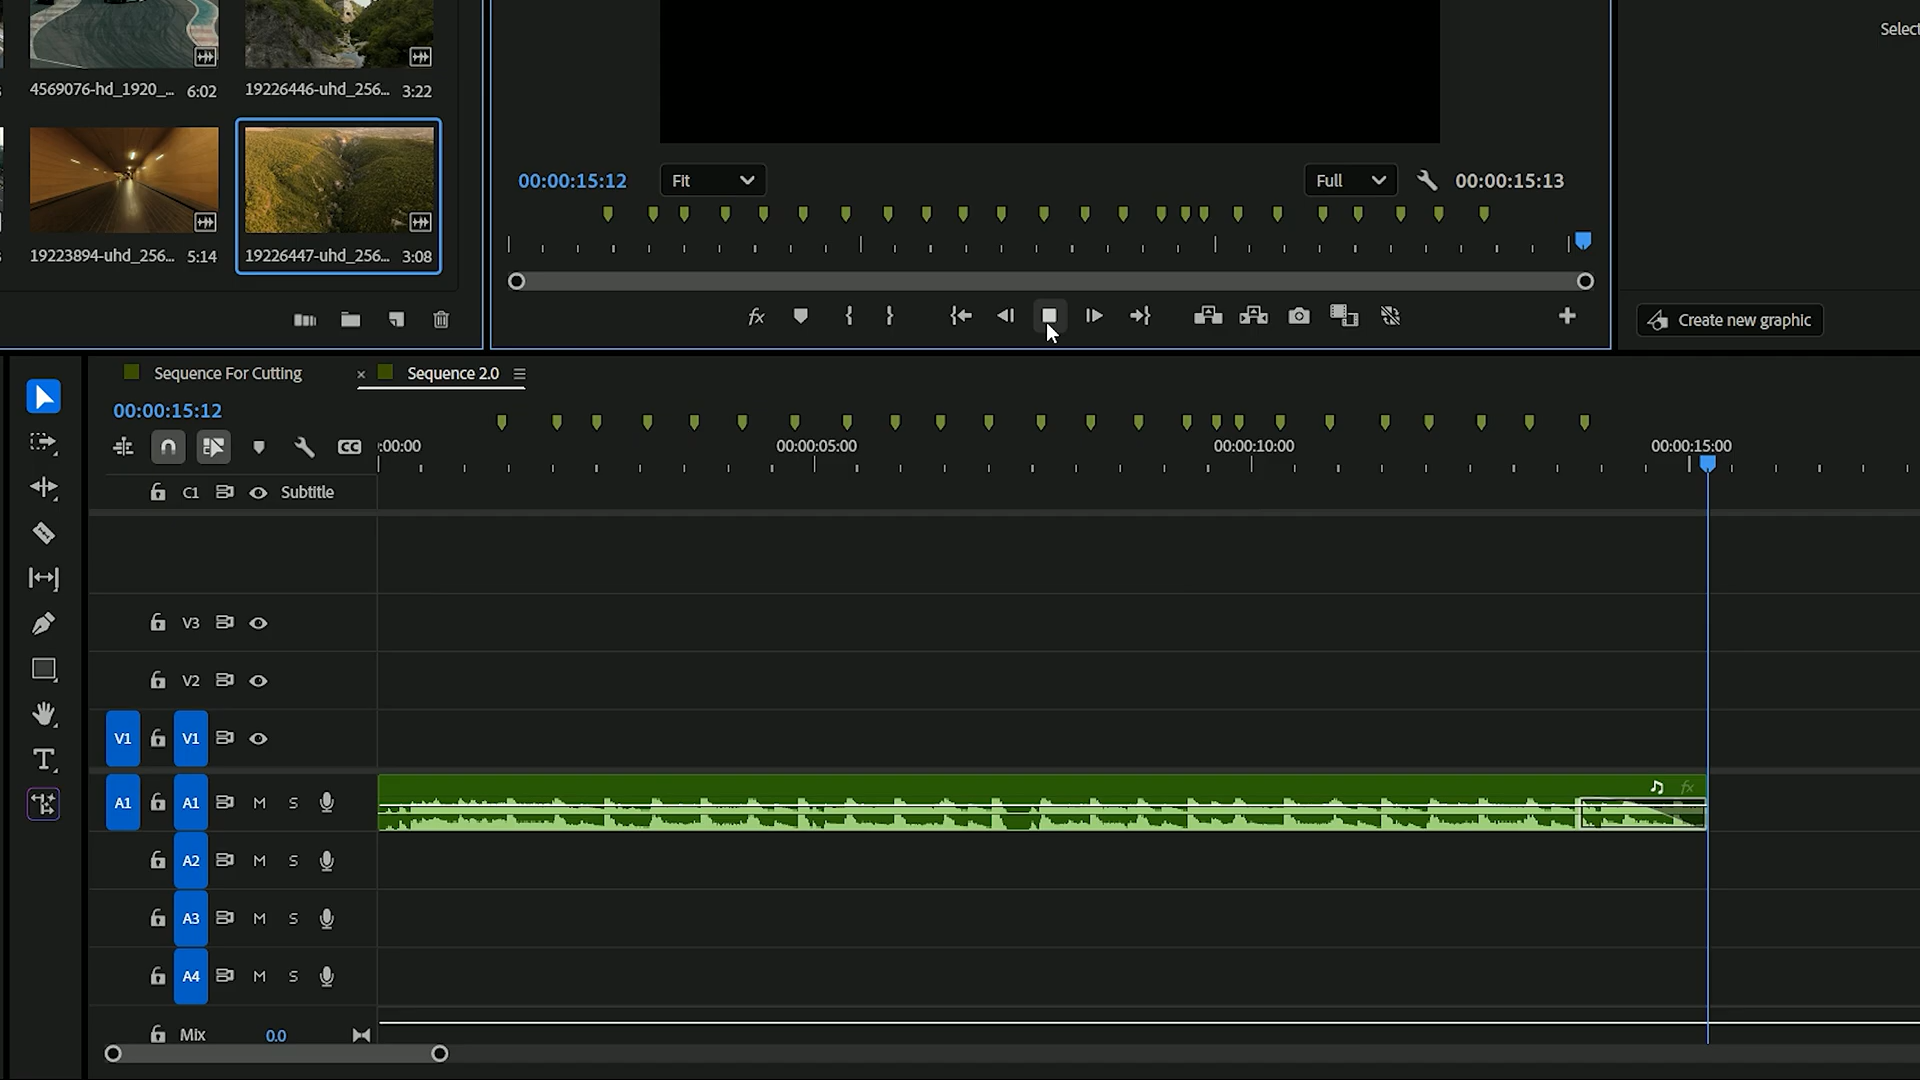 Select
4569076-hd_1920_... 6:02
19226446-uhd_256... 3:22
19223894-uhd_256... 5:14
19226447-uhd_256... 3:08
00:00:15:12
Fit
Full
00:00:15:13
fx
Create new graphic
Sequence For Cutting
× Sequence 2.0
00:00:15:12
CC
:00:00
00:00:05:00
00:00:10:00
00:00:15:00
C1 Subtitle
V3
V2
V1 V1
fx
A1 A1 M S
A2 M S
A3 M S
T
A4 M S
Mix 0.0